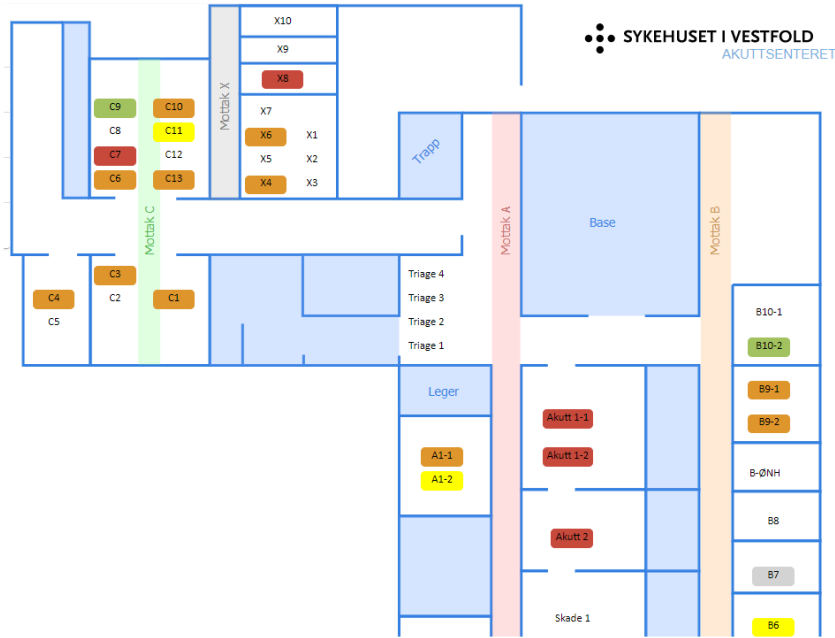 SYKEHUSET I VESTFOLD
AKUTTSENTERET
X10
X9
X8
X7
X6
X5
X4
X1
X2
X3
Mottak X
C9
C8
C7
C6
C10
C11
C12
C13
Mottak C
C3
C2
C1
C4
C5
Trapp
Mottak A
Base
Mottak B
Triage 4
Triage 3
Triage 2
Triage 1
Leger
A1-1
A1-2
Akutt 1-1
Akutt 1-2
Akutt 2
Skade 1
B10-1
B10-2
B9-1
B9-2
B-ØNH
B8
B7
B6